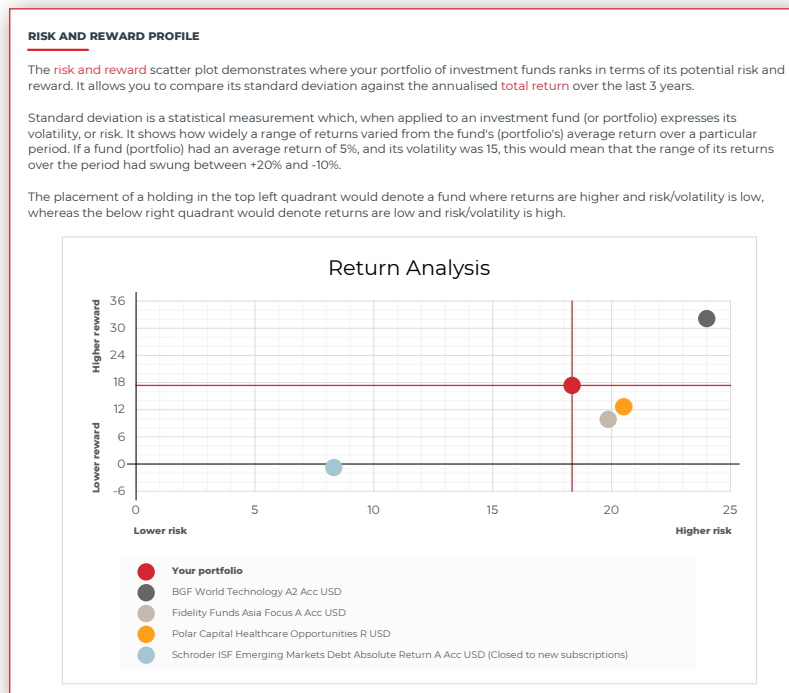 RISK AND REWARD PROFILE
The risk and reward scatter plot demonstrates where your portfolio of investment funds ranks in terms of its potential risk and
reward. It allows you to compare its standard deviation against the annualised total return over the last 3 years.
Standard deviation is a statistical measurement which, when applied to an investment fund (or portfolio) expresses its
volatility, or risk. It shows how widely a range of returns varied from the fund's (portfolio's) average return over a particular
period. If a fund (portfolio) had an average return of 5%, and its volatility was 15, this would mean that the range of its returns
over the period had swung between +20% and -10%.
The placement of a holding in the top left quadrant would denote a fund where returns are higher and risk/volatility is low,
whereas the below right quadrant would denote returns are low and risk/volatility is high.
Return Analysis
Higher reward
Lower reward
36
30
24
18
12
6
0
-6
0 5 10 15 20 25
Lower risk Higher risk
Your portfolio
BGF World Technology A2 Acc USD
Fidelity Funds Asia Focus A Acc USD
Polar Capital Healthcare Opportunities R USD
Schroder ISF Emerging Markets Debt Absolute Return A Acc USD (Closed to new subscriptions)